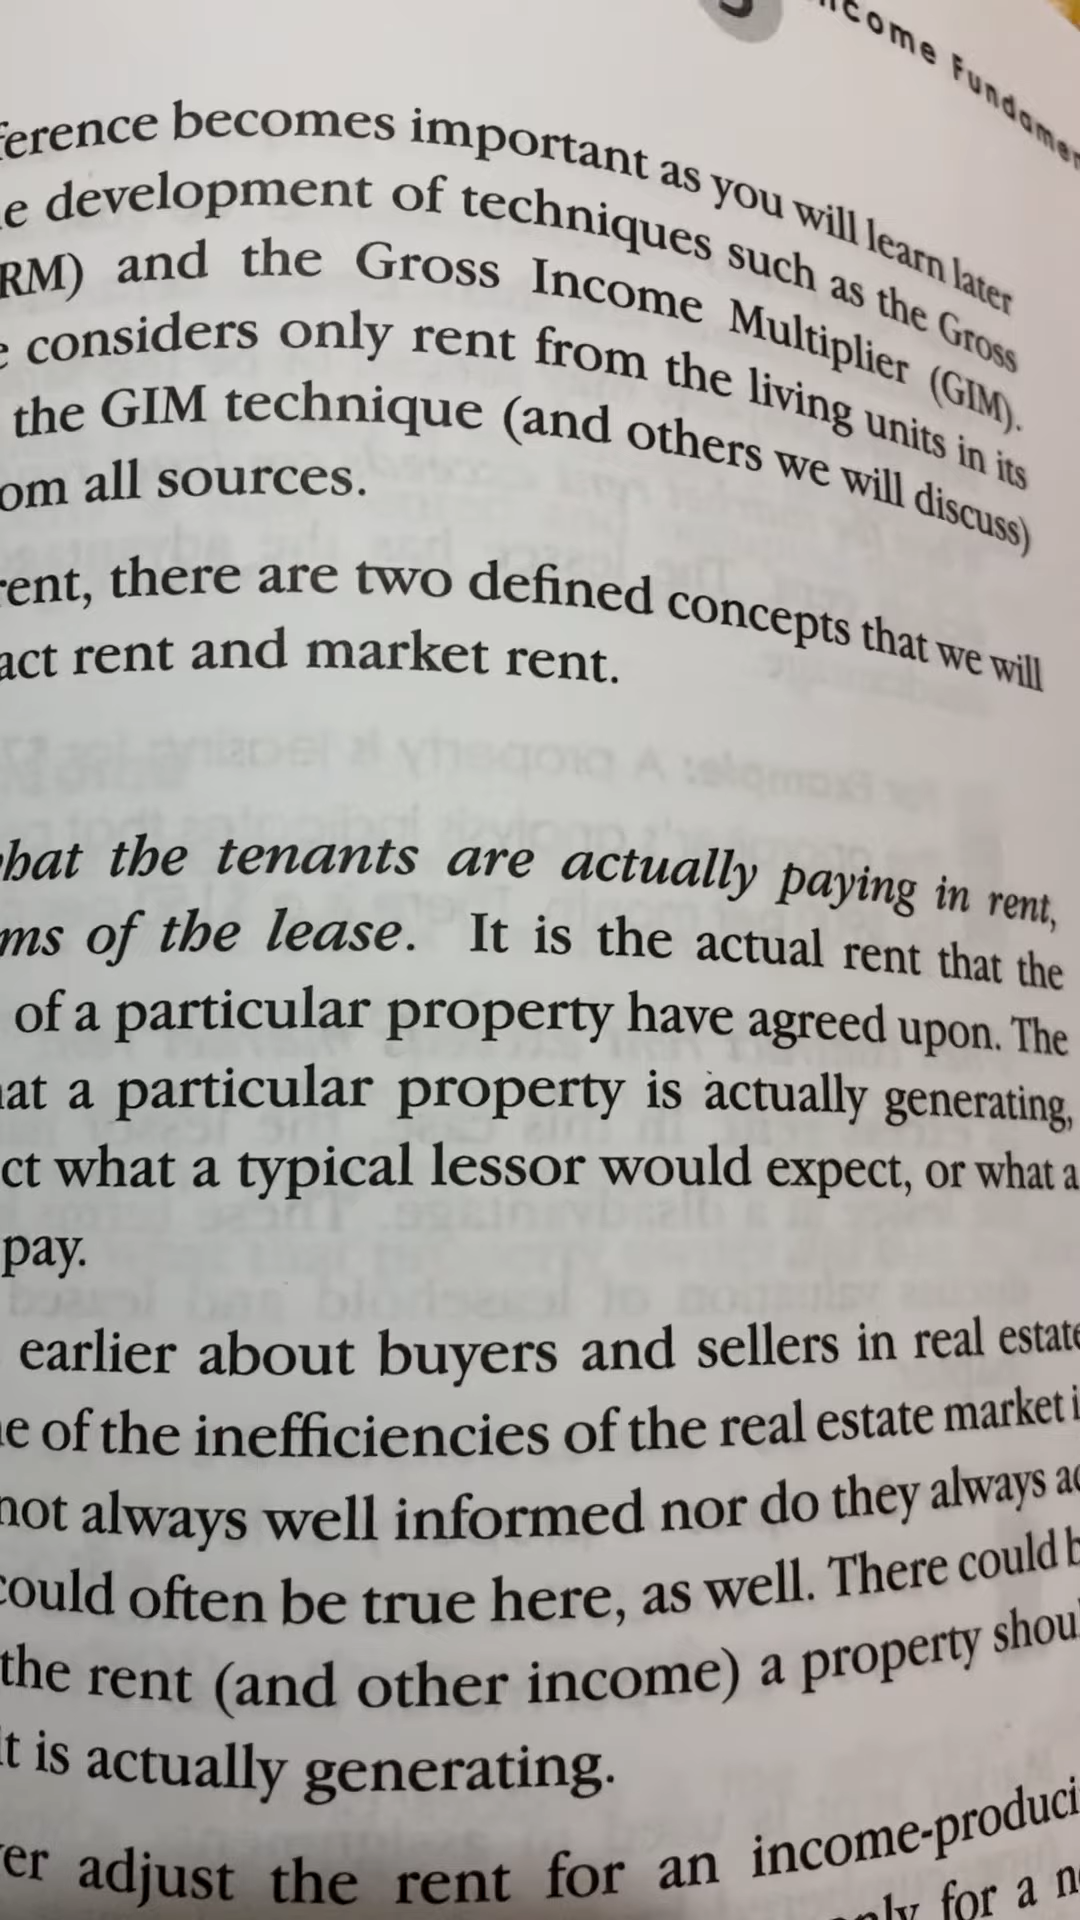 come Fundamen
ference becomes important as you will learn later
e development of techniques such as the Gross
RM) and the Gross Income Multiplier (GIM).
e considers only rent from the living units in its
the GIM technique (and others we will discuss)
om all sources.
rent, there are two defined concepts that we will
act rent and market rent.
hat the tenants are actually paying in rent,
ms of the lease. It is the actual rent that the
of a particular property have agreed upon. The
at a particular property is actually generating,
ct what a typical lessor would expect, or what a
pay.
earlier about buyers and sellers in real estate
e of the inefficiencies of the real estate market i
not always well informed nor do they always ac
could often be true here, as well. There could b
the rent (and other income) a property shoul
it is actually generating.
er adjust the rent for an income-produci
nly for a n